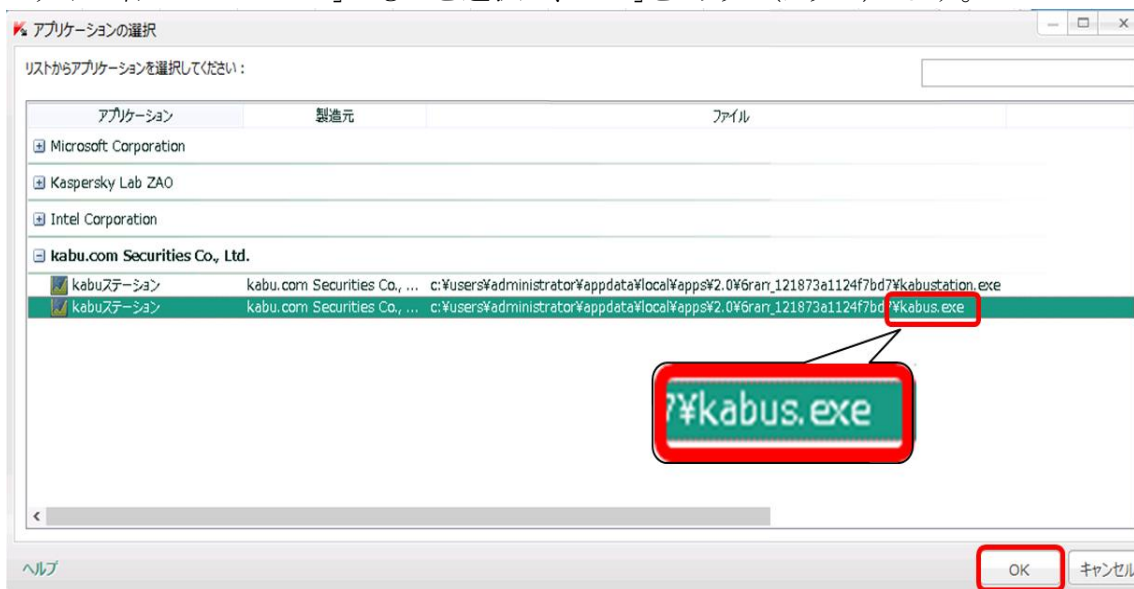 アプリケーションの選択
リストからアプリケーションを選択してください：
アプリケーション 製造元 ファイル
Microsoft Corporation
Kaspersky Lab ZAO
Intel Corporation
kabu.com Securities Co., Ltd.
kabuステーション kabu.com Securities Co., ... c:¥users¥administrator¥appdata¥local¥apps¥2.0¥6ran_121873a1124f7bd7¥kabustation.exe
kabuステーション kabu.com Securities Co., ... c:¥users¥administrator¥appdata¥local¥apps¥2.0¥6ran_121873a1124f7bd7¥kabus.exe
7¥kabus.exe
ヘルプ OK キャンセル